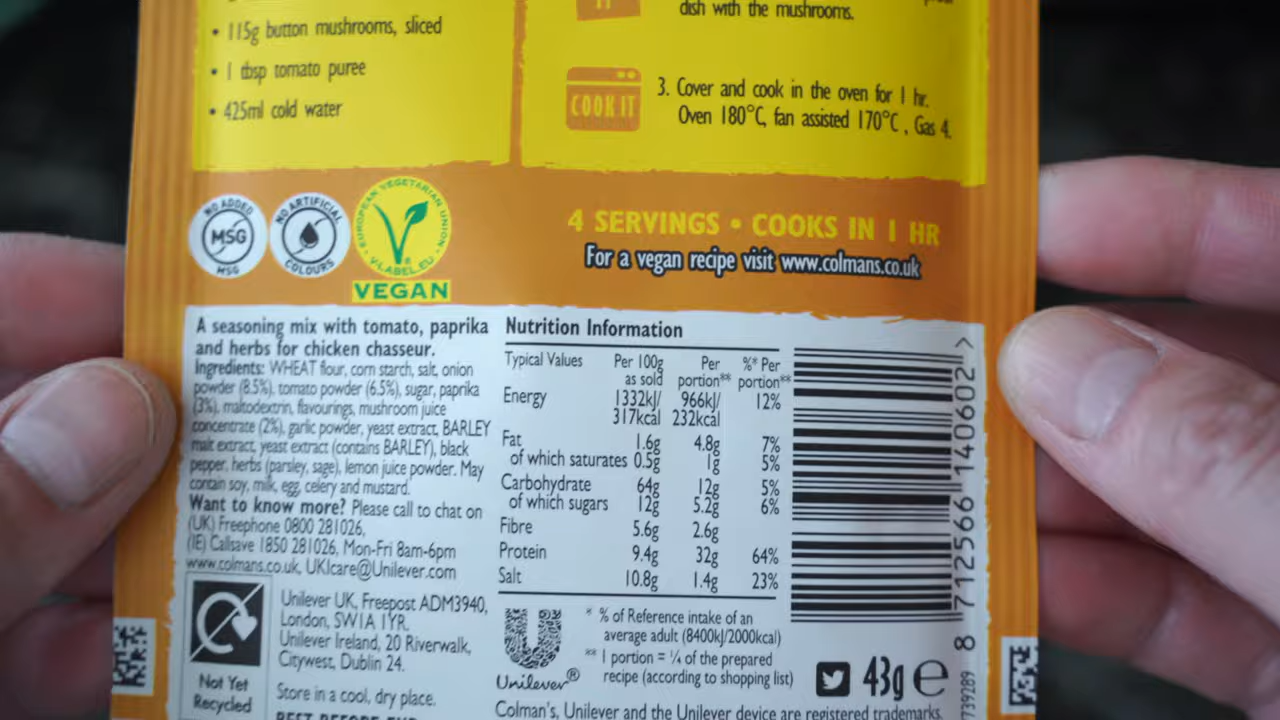 • 115g button mushrooms, sliced
• 1 tbsp tomato puree
• 425ml cold water
dish with the mushrooms.
COOK IT
3. Cover and cook in the oven for 1 hr.
Oven 180°C, fan assisted 170°C, Gas 4.
NO ADDED
MSG
MSG
NO ARTIFICIAL
COLOURS
EUROPEAN VEGETARIAN UNION
V-LABEL.EU
VEGAN
4 SERVINGS • COOKS IN 1 HR
For a vegan recipe visit www.colmans.co.uk
A seasoning mix with tomato, paprika
and herbs for chicken chasseur.
Ingredients: WHEAT flour, corn starch, salt, onion
powder (8.5%), tomato powder (6.5%), sugar, paprika
(3%), maltodextrin, flavourings, mushroom juice
concentrate (2%), garlic powder, yeast extract, BARLEY
malt extract, yeast extract (contains BARLEY), black
pepper, herbs (parsley, sage), lemon juice powder. May
contain soy, milk, egg, celery and mustard.
Want to know more? Please call to chat on
(UK) Freephone 0800 281026,
(IE) Callsave 1850 281026, Mon-Fri 8am-6pm
www.colmans.co.uk, UKIcare@Unilever.com
Not Yet
Recycled
Unilever UK, Freepost ADM3940,
London, SW1A 1YR.
Unilever Ireland, 20 Riverwalk,
Citywest, Dublin 24.
Store in a cool, dry place.
BEST BEFORE END
Nutrition Information
Typical Values Per 100g as sold Per portion** %* Per portion**
Energy 1332kJ/ 966kJ/ 12%
317kcal 232kcal
Fat 1.6g 4.8g 7%
of which saturates 0.5g 1g 5%
Carbohydrate 64g 12g 5%
of which sugars 12g 5.2g 6%
Fibre 5.6g 2.6g
Protein 9.4g 32g 64%
Salt 10.8g 1.4g 23%
Unilever®
* % of Reference intake of an
average adult (8400kJ/2000kcal)
** 1 portion = ¼ of the prepared
recipe (according to shopping list)
43g e
Colman's, Unilever and the Unilever device are registered trademarks.
8 712566 140602 >
739289